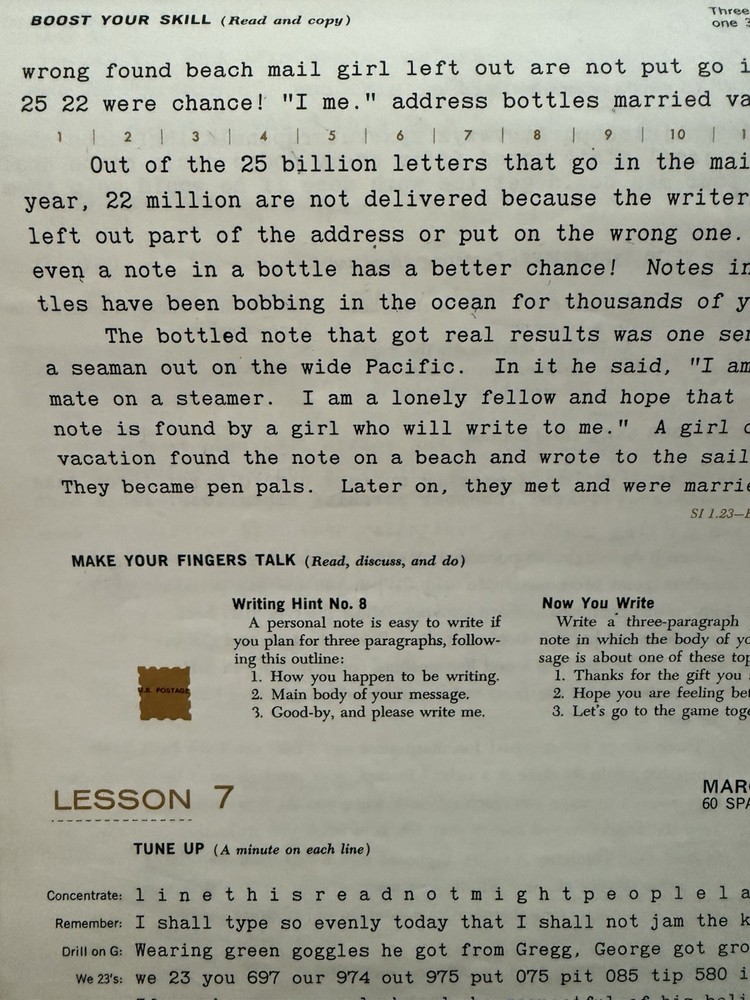 BOOST YOUR SKILL (Read and copy)
Three
one
wrong found beach mail girl left out are not put go
25 22 were chance! "I me." address bottles married
1 | 2 | 3 | 4 | 5 | 6 | 7 | 8 | 9 | 10 |
Out of the 25 billion letters that go in the
year, 22 million are not delivered because the writer
left out part of the address or put on the wrong one.
even a note in a bottle has a better chance! Notes in
tles have been bobbing in the ocean for thousands of
The bottled note that got real results was one
a seaman out on the wide Pacific. In it he said, "I am
mate on a steamer. I am a lonely fellow and hope that
note is found by a girl who will write to me." A girl
vacation found the note on a beach and wrote to the
They became pen pals. Later on, they met and were
SI 1.23—
MAKE YOUR FINGERS TALK (Read, discuss, and do)
Writing Hint No. 8
A personal note is easy to write if
you plan for three paragraphs, follow-
ing this outline:
1. How you happen to be writing.
2. Main body of your message.
3. Good-by, and please write me.
U.S. POSTAGE
Now You Write
Write a three-paragraph
note in which the body of
sage is about one of these
1. Thanks for the gift you
2. Hope you are feeling
3. Let's go to the game
LESSON 7
60
TUNE UP (A minute on each line)
Concentrate: l i n e t h i s r e a d n o t m i g h t p e o p l e l a
Remember: I shall type so evenly today that I shall not jam the
Drill on G: Wearing green goggles he got from Gregg, George got
We 23's: we 23 you 697 our 974 out 975 put 075 pit 085 tip 580